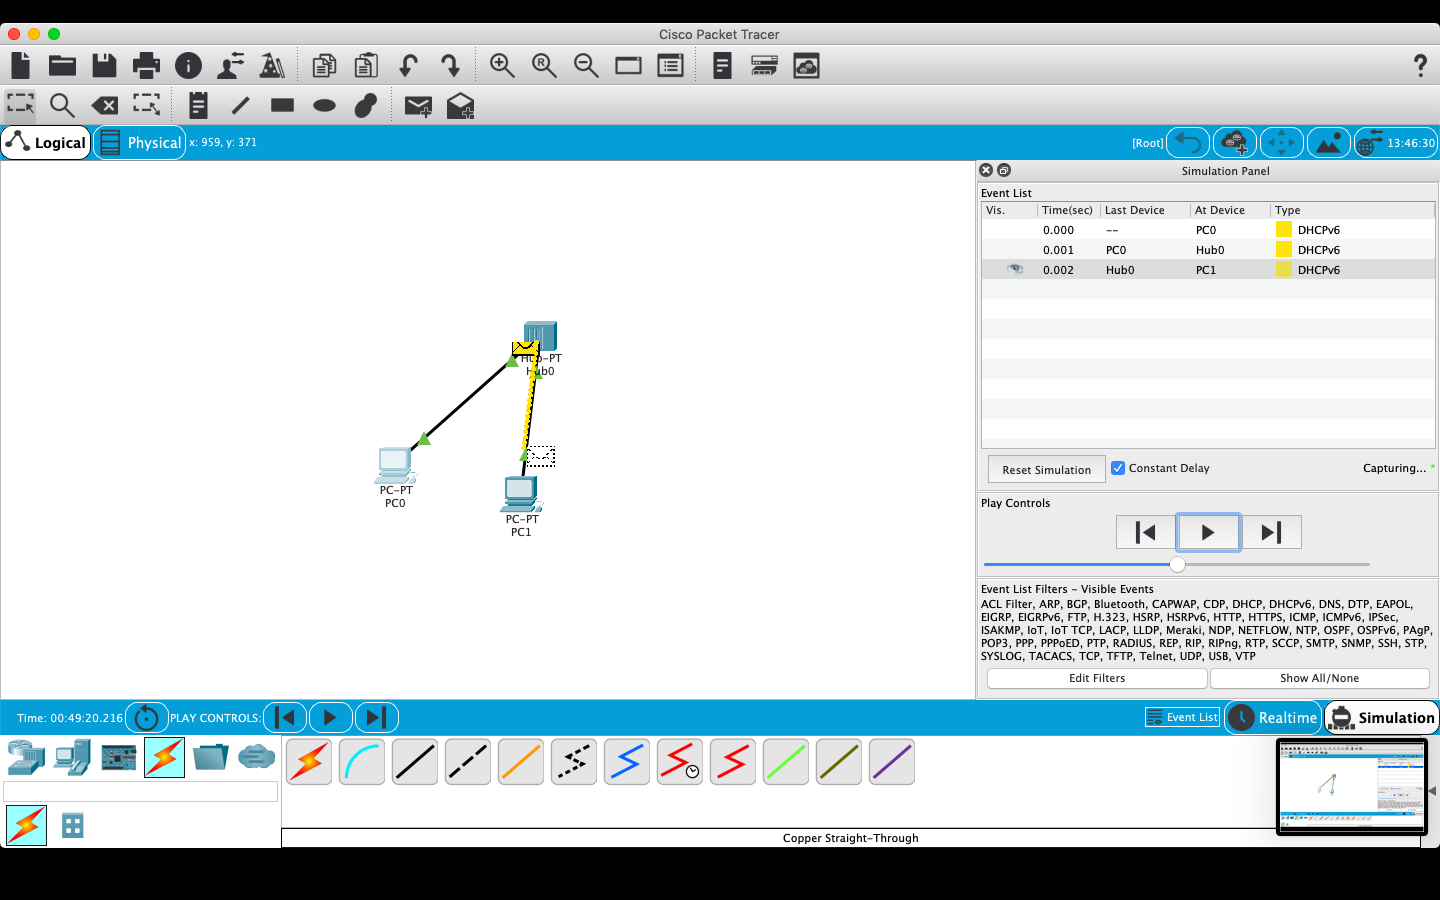 Cisco Packet Tracer
Logical
Physical
x: 959, y: 371
[Root]
13:46:30
Simulation Panel
Event List
Vis. Time(sec) Last Device At Device Type
0.000 -- PC0 DHCPv6
0.001 PC0 Hub0 DHCPv6
0.002 Hub0 PC1 DHCPv6
Hub-PT
Hub0
PC-PT
PC0
PC-PT
PC1
Reset Simulation
Constant Delay
Capturing...
Play Controls
Event List Filters - Visible Events
ACL Filter, ARP, BGP, Bluetooth, CAPWAP, CDP, DHCP, DHCPv6, DNS, DTP, EAPOL,
EIGRP, EIGRPv6, FTP, H.323, HSRP, HSRPv6, HTTP, HTTPS, ICMP, ICMPv6, IPSec,
ISAKMP, IoT, IoT TCP, LACP, LLDP, Meraki, NDP, NETFLOW, NTP, OSPF, OSPFv6, PAgP,
POP3, PPP, PPPoED, PTP, RADIUS, REP, RIP, RIPng, RTP, SCCP, SMTP, SNMP, SSH, STP,
SYSLOG, TACACS, TCP, TFTP, Telnet, UDP, USB, VTP
Edit Filters
Show All/None
Time: 00:49:20.216
PLAY CONTROLS:
Event List
Realtime
Simulation
Copper Straight-Through